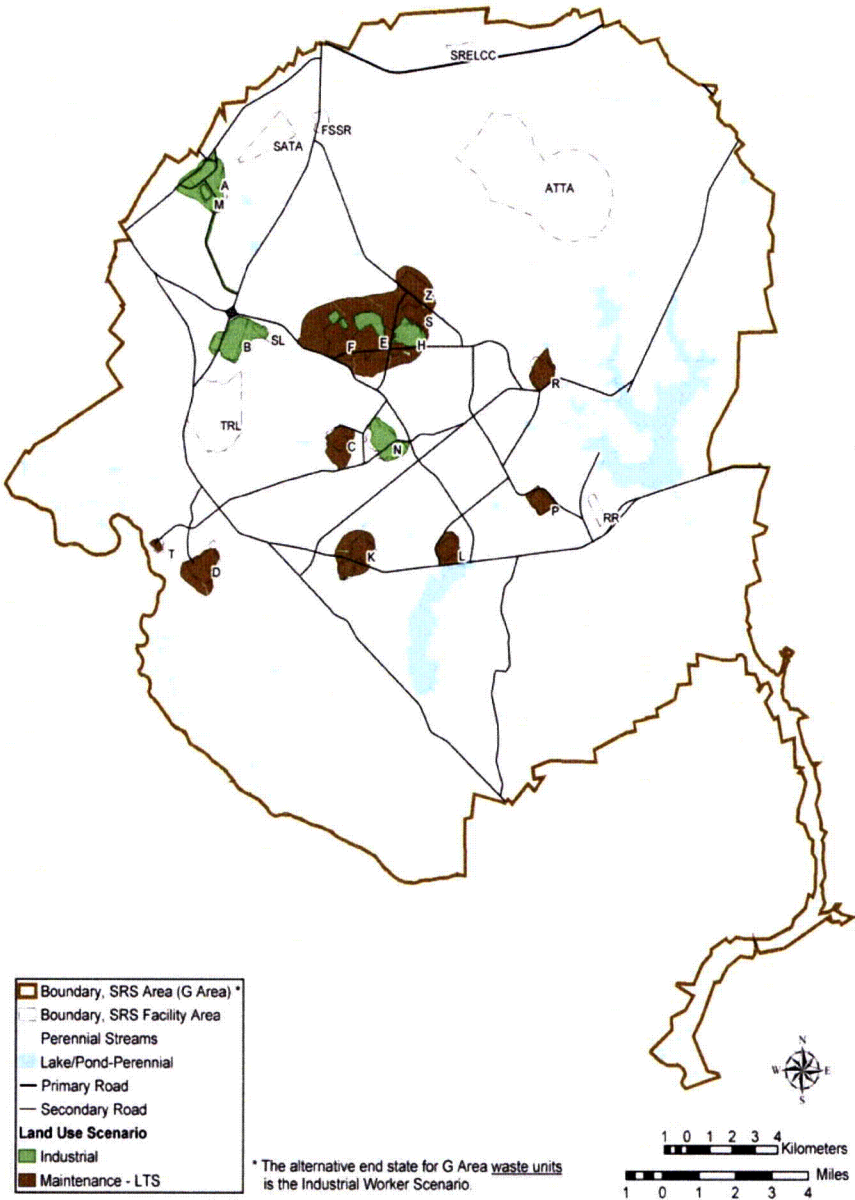 SRELCC
FSSR
SATA
ATTA
A
M
Z
S
SL
B
F
E
H
R
TRL
C
N
P
RR
T
D
K
L
Boundary, SRS Area (G Area) *
Boundary, SRS Facility Area
Perennial Streams
Lake/Pond-Perennial
Primary Road
Secondary Road
Land Use Scenario
Industrial
Maintenance - LTS
* The alternative end state for G Area waste units
is the Industrial Worker Scenario.
N
W E
S
1 0 1 2 3 4 Kilometers
Miles
1 0 1 2 3 4